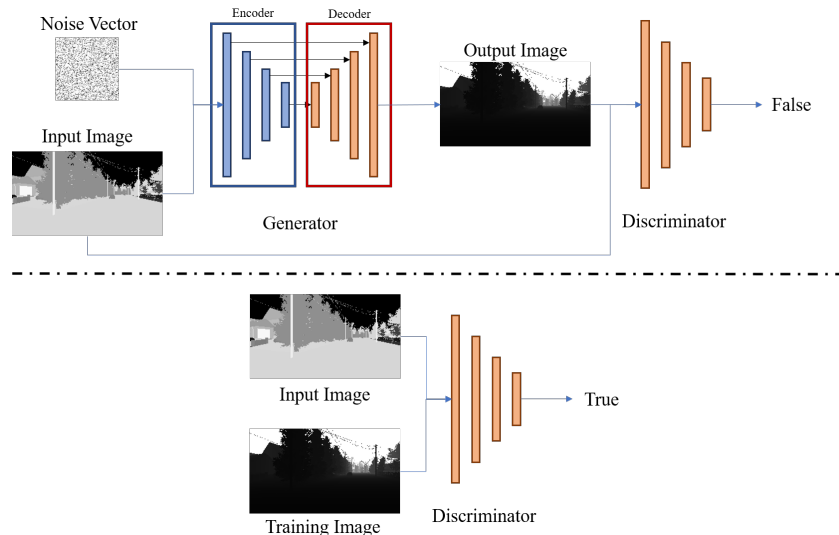 Encoder
Decoder
Noise Vector
Output Image
False
Input Image
Generator
Discriminator
Input Image
True
Training Image
Discriminator